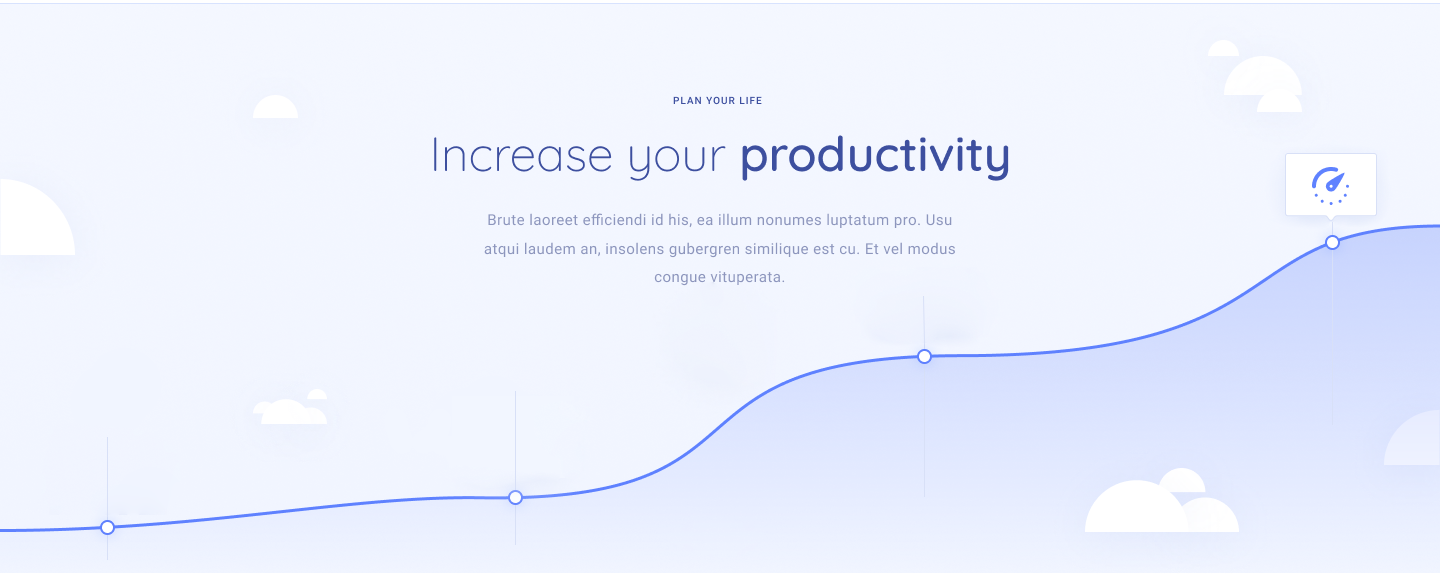 PLAN YOUR LIFE
Increase your productivity
Brute laoreet efficiendi id his, ea illum nonumes luptatum pro. Usu
atqui laudem an, insolens gubergren similique est cu. Et vel modus
congue vituperata.